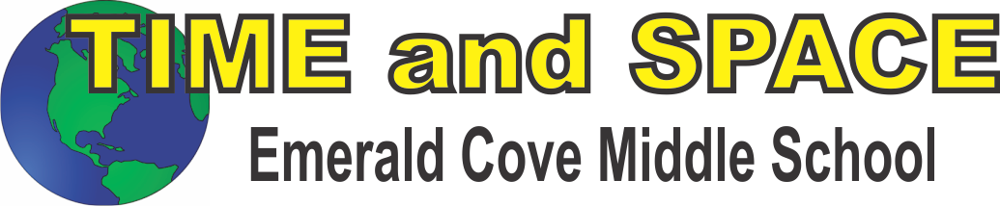 TIME and SPACE
Emerald Cove Middle School